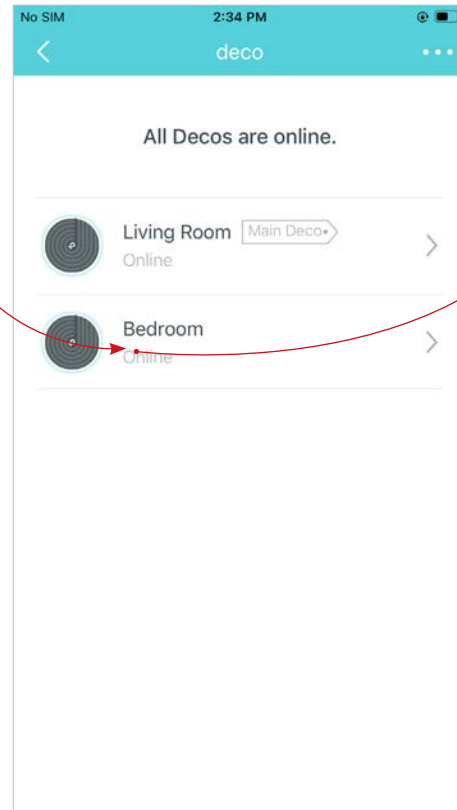 No SIM 2:34 PM
deco
All Decos are online.
Living Room Main Deco
Online
Bedroom
Online